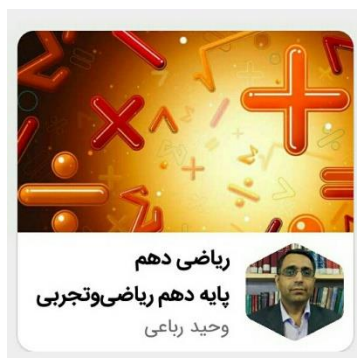 ریاضی دهم
پایه دهم ریاضی‌وتجربی
وحید رباعی